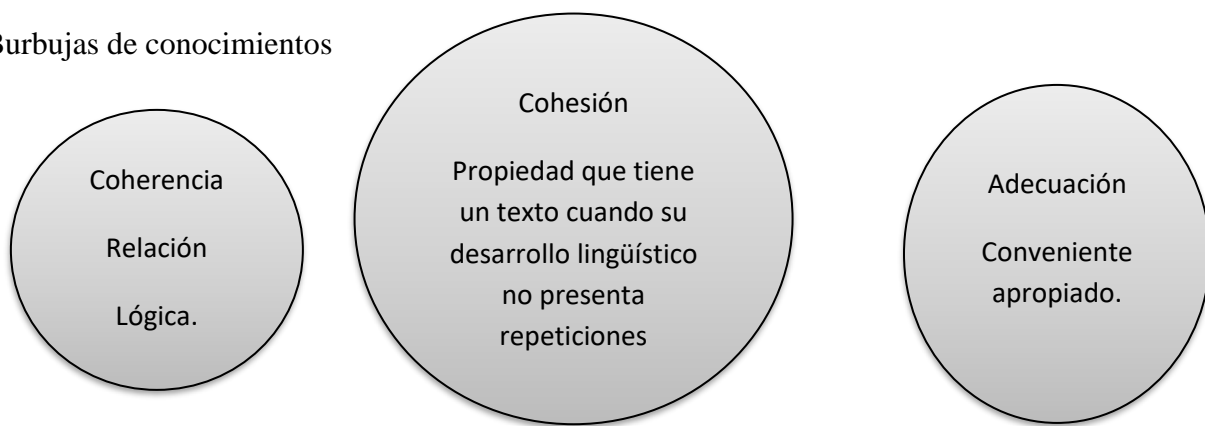 Burbujas de conocimientos
Coherencia
Relación
Lógica.
Cohesión
Propiedad que tiene
un texto cuando su
desarrollo lingüístico
no presenta
repeticiones
Adecuación
Conveniente
apropiado.